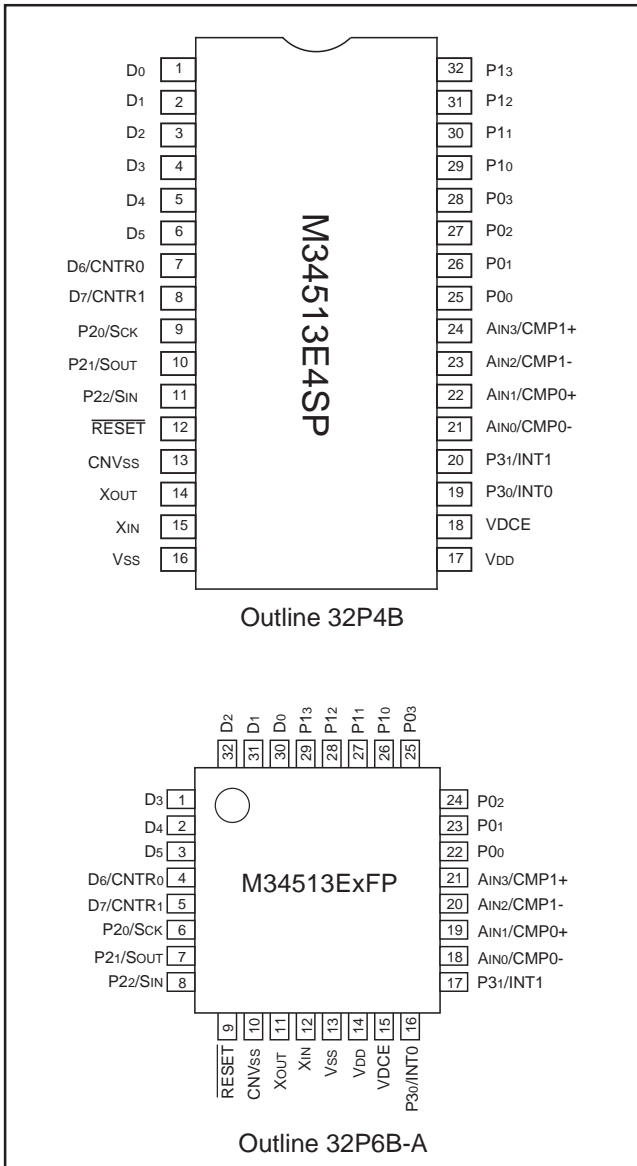 D0 1 32 P13
D1 2 31 P12
D2 3 30 P11
D3 4 29 P10
D4 5 28 P03
D5 6 27 P02
D6/CNTR0 7 26 P01
D7/CNTR1 8 25 P00
P20/SCK 9 24 AIN3/CMP1+
P21/SOUT 10 23 AIN2/CMP1-
P22/SIN 11 22 AIN1/CMP0+
RESET 12 21 AIN0/CMP0-
CNVSS 13 20 P31/INT1
XOUT 14 19 P30/INT0
XIN 15 18 VDCE
VSS 16 17 VDD
M34513E4SP
Outline 32P4B
D2 D1 D0 P13 P12 P11 P10 P03
32 31 30 29 28 27 26 25
D3 1 24 P02
D4 2 23 P01
D5 3 22 P00
D6/CNTR0 4 21 AIN3/CMP1+
D7/CNTR1 5 20 AIN2/CMP1-
P20/SCK 6 19 AIN1/CMP0+
P21/SOUT 7 18 AIN0/CMP0-
P22/SIN 8 17 P31/INT1
M34513ExFP
9 10 11 12 13 14 15 16
RESET CNVSS XOUT XIN VSS VDD VDCE P30/INT0
Outline 32P6B-A